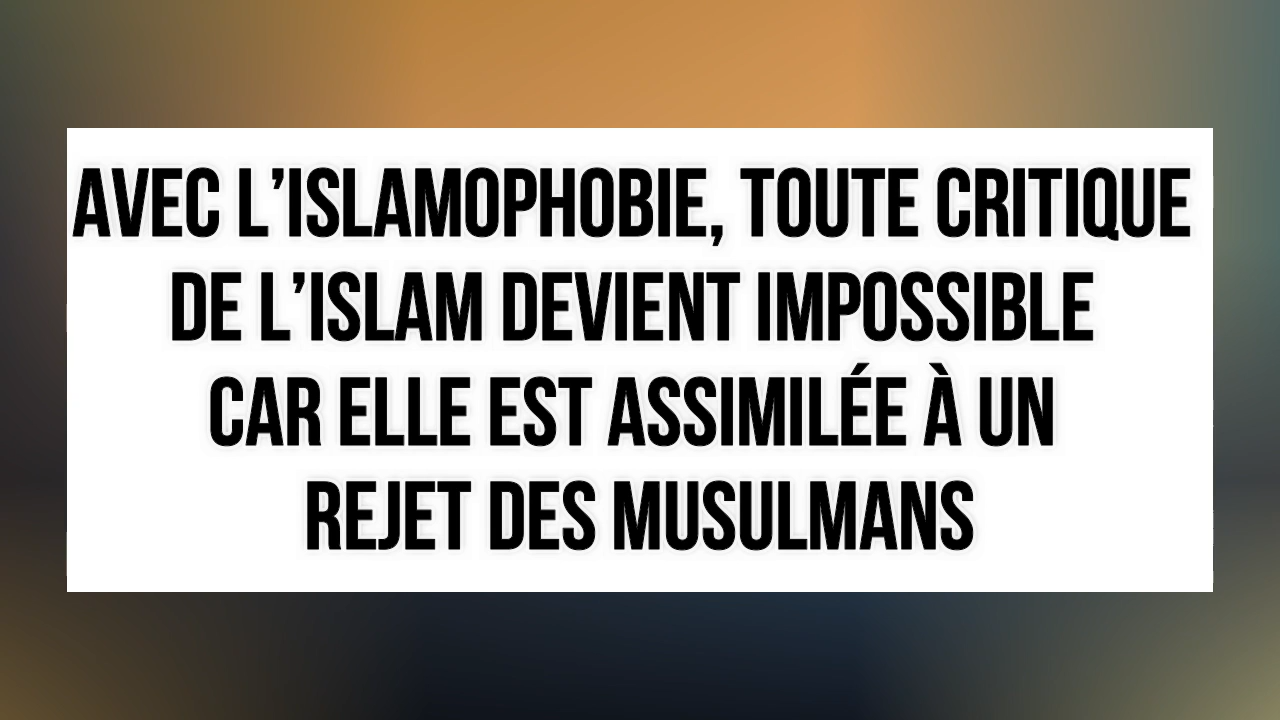 AVEC L’ISLAMOPHOBIE, TOUTE CRITIQUE
DE L’ISLAM DEVIENT IMPOSSIBLE
CAR ELLE EST ASSIMILÉE À UN
REJET DES MUSULMANS